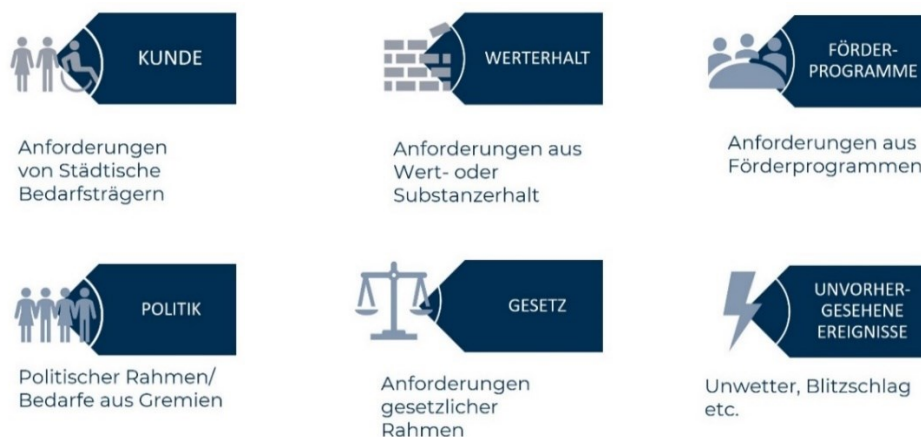 KUNDE
Anforderungen
von Städtische
Bedarfsträgern
WERTERHALT
Anforderungen aus
Wert- oder
Substanzerhalt
FÖRDER-
PROGRAMME
Anforderungen aus
Förderprogrammen
POLITIK
Politischer Rahmen/
Bedarfe aus Gremien
GESETZ
Anforderungen
gesetzlicher
Rahmen
UNVORHER-
GESEHENE
EREIGNISSE
Unwetter, Blitzschlag
etc.